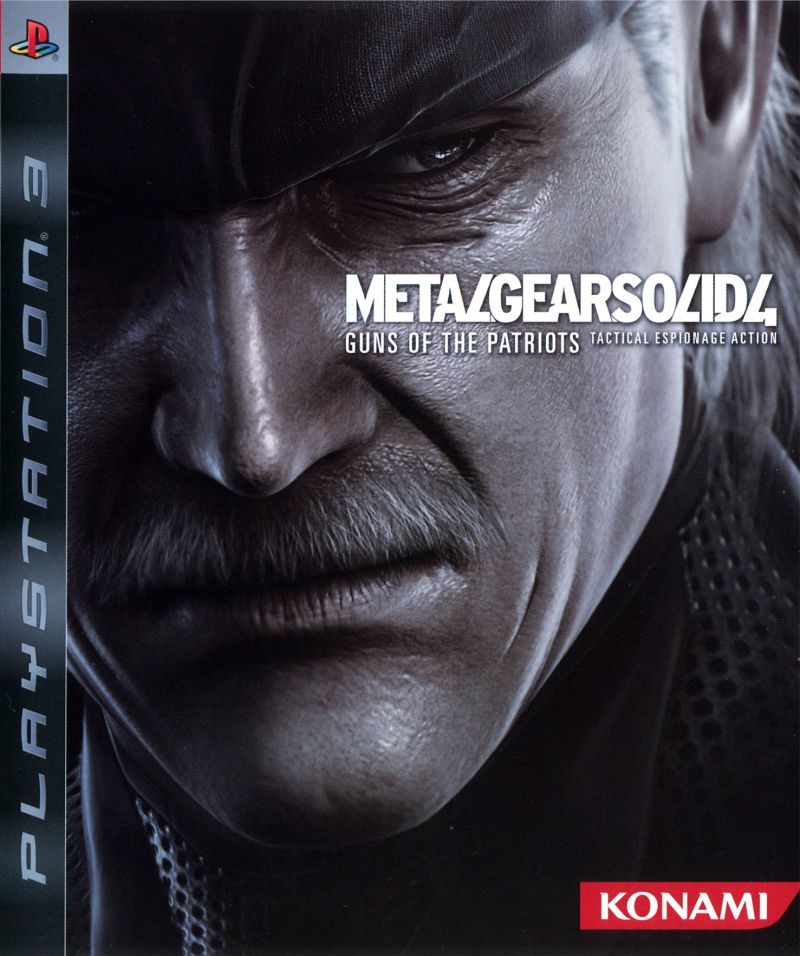 PLAYSTATION®3
METAL GEAR SOLID® 4
GUNS OF THE PATRIOTS TACTICAL ESPIONAGE ACTION
KONAMI